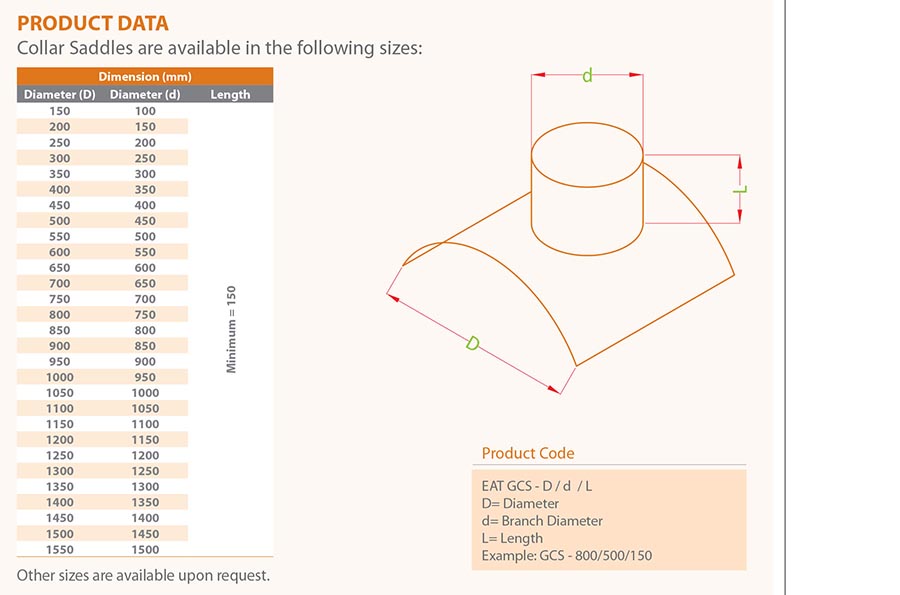 PRODUCT DATA
Collar Saddles are available in the following sizes:
Dimension (mm)
Diameter (D) Diameter (d) Length
150 100
200 150
250 200
300 250
350 300
400 350
450 400
500 450
550 500
600 550
650 600
700 650
750 700
800 750
850 800
900 850
950 900
1000 950
1050 1000
1100 1050
1150 1100
1200 1150
1250 1200
1300 1250
1350 1300
1400 1350
1450 1400
1500 1450
1550 1500
Minimum = 150
Other sizes are available upon request.
d
L
D
Product Code
EAT GCS - D / d / L
D= Diameter
d= Branch Diameter
L= Length
Example: GCS - 800/500/150